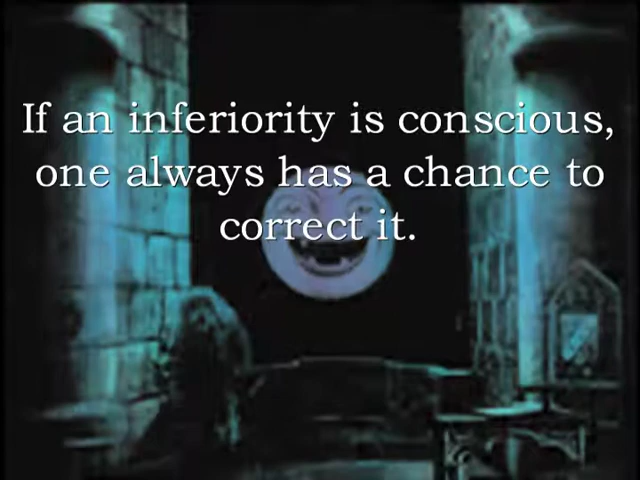 If an inferiority is conscious,
one always has a chance to
correct it.